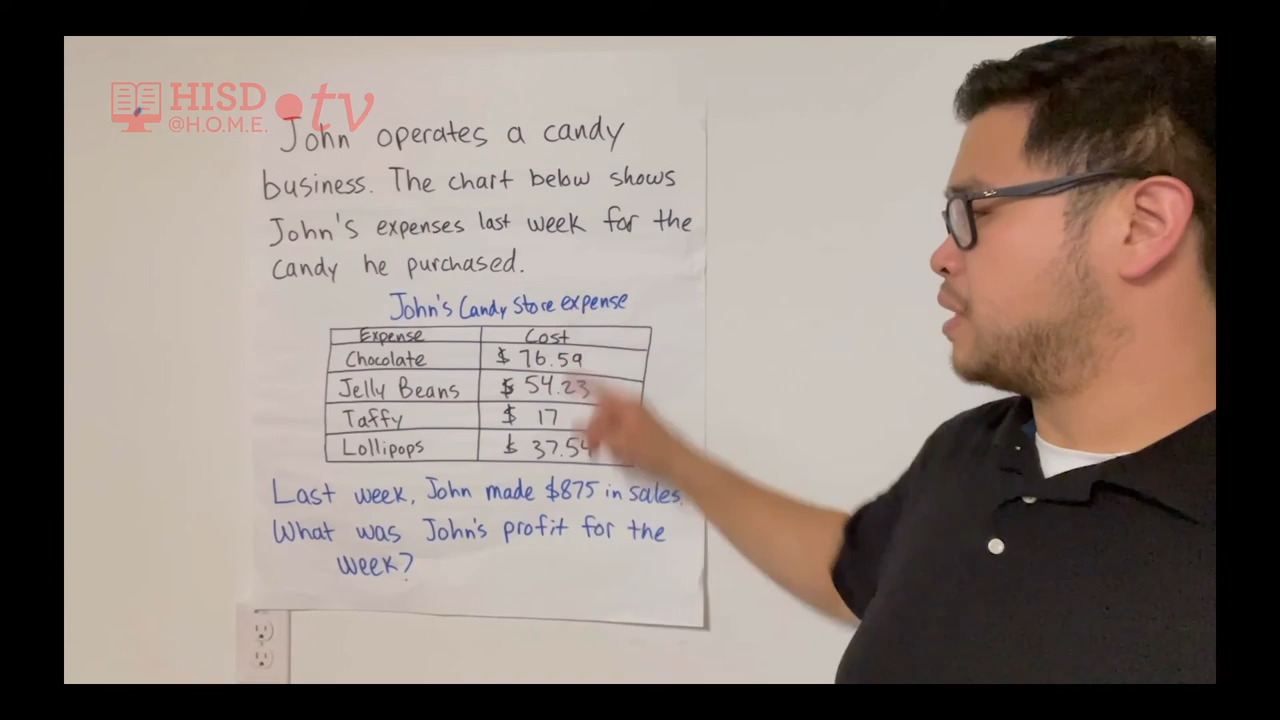 HISD
@H.O.M.E.
.tv
John operates a candy
business. The chart below shows
John's expenses last week for the
candy he purchased.
John's Candy Store expense
Expense Cost
Chocolate $ 76.59
Jelly Beans $ 54.23
Taffy $ 17
Lollipops $ 37.54
Last week, John made $875 in sales.
What was John's profit for the
week?